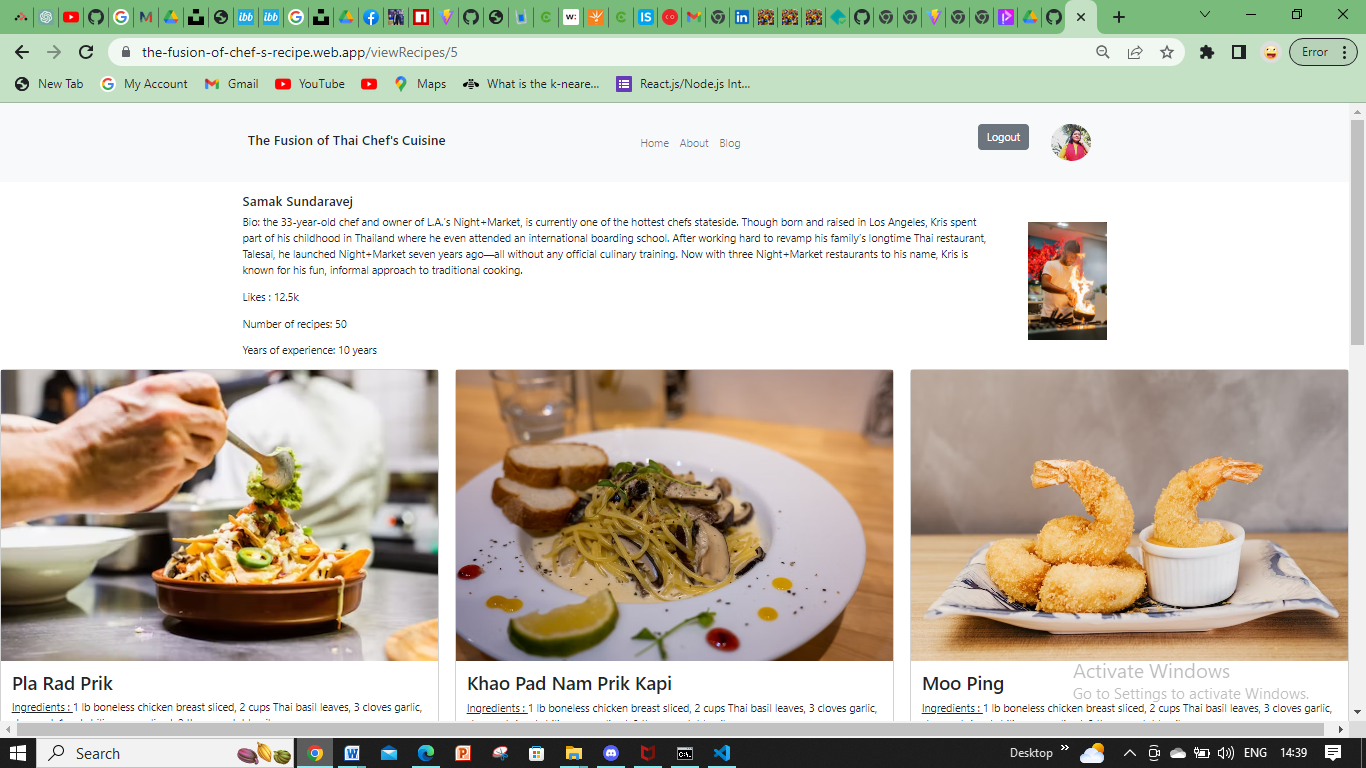 the-fusion-of-chef-s-recipe.web.app/viewRecipes/5
Error
New Tab
My Account
Gmail
YouTube
Maps
What is the k-neare...
React.js/Node.js Int...
The Fusion of Thai Chef's Cuisine
Home About Blog
Logout
Samak Sundaravej
Bio: the 33-year-old chef and owner of L.A.'s Night+Market, is currently one of the hottest chefs stateside. Though born and raised in Los Angeles, Kris spent
part of his childhood in Thailand where he even attended an international boarding school. After working hard to revamp his family's longtime Thai restaurant,
Talesai, he launched Night+Market seven years ago—all without any official culinary training. Now with three Night+Market restaurants to his name, Kris is
known for his fun, informal approach to traditional cooking.
Likes : 12.5k
Number of recipes: 50
Years of experience: 10 years
Pla Rad Prik
Ingredients : 1 lb boneless chicken breast sliced, 2 cups Thai basil leaves, 3 cloves garlic,
Khao Pad Nam Prik Kapi
Ingredients : 1 lb boneless chicken breast sliced, 2 cups Thai basil leaves, 3 cloves garlic,
Moo Ping
Ingredients : 1 lb boneless chicken breast sliced, 2 cups Thai basil leaves, 3 cloves garlic,
Activate Windows
Go to Settings to activate Windows.
Search
Desktop
ENG
14:39